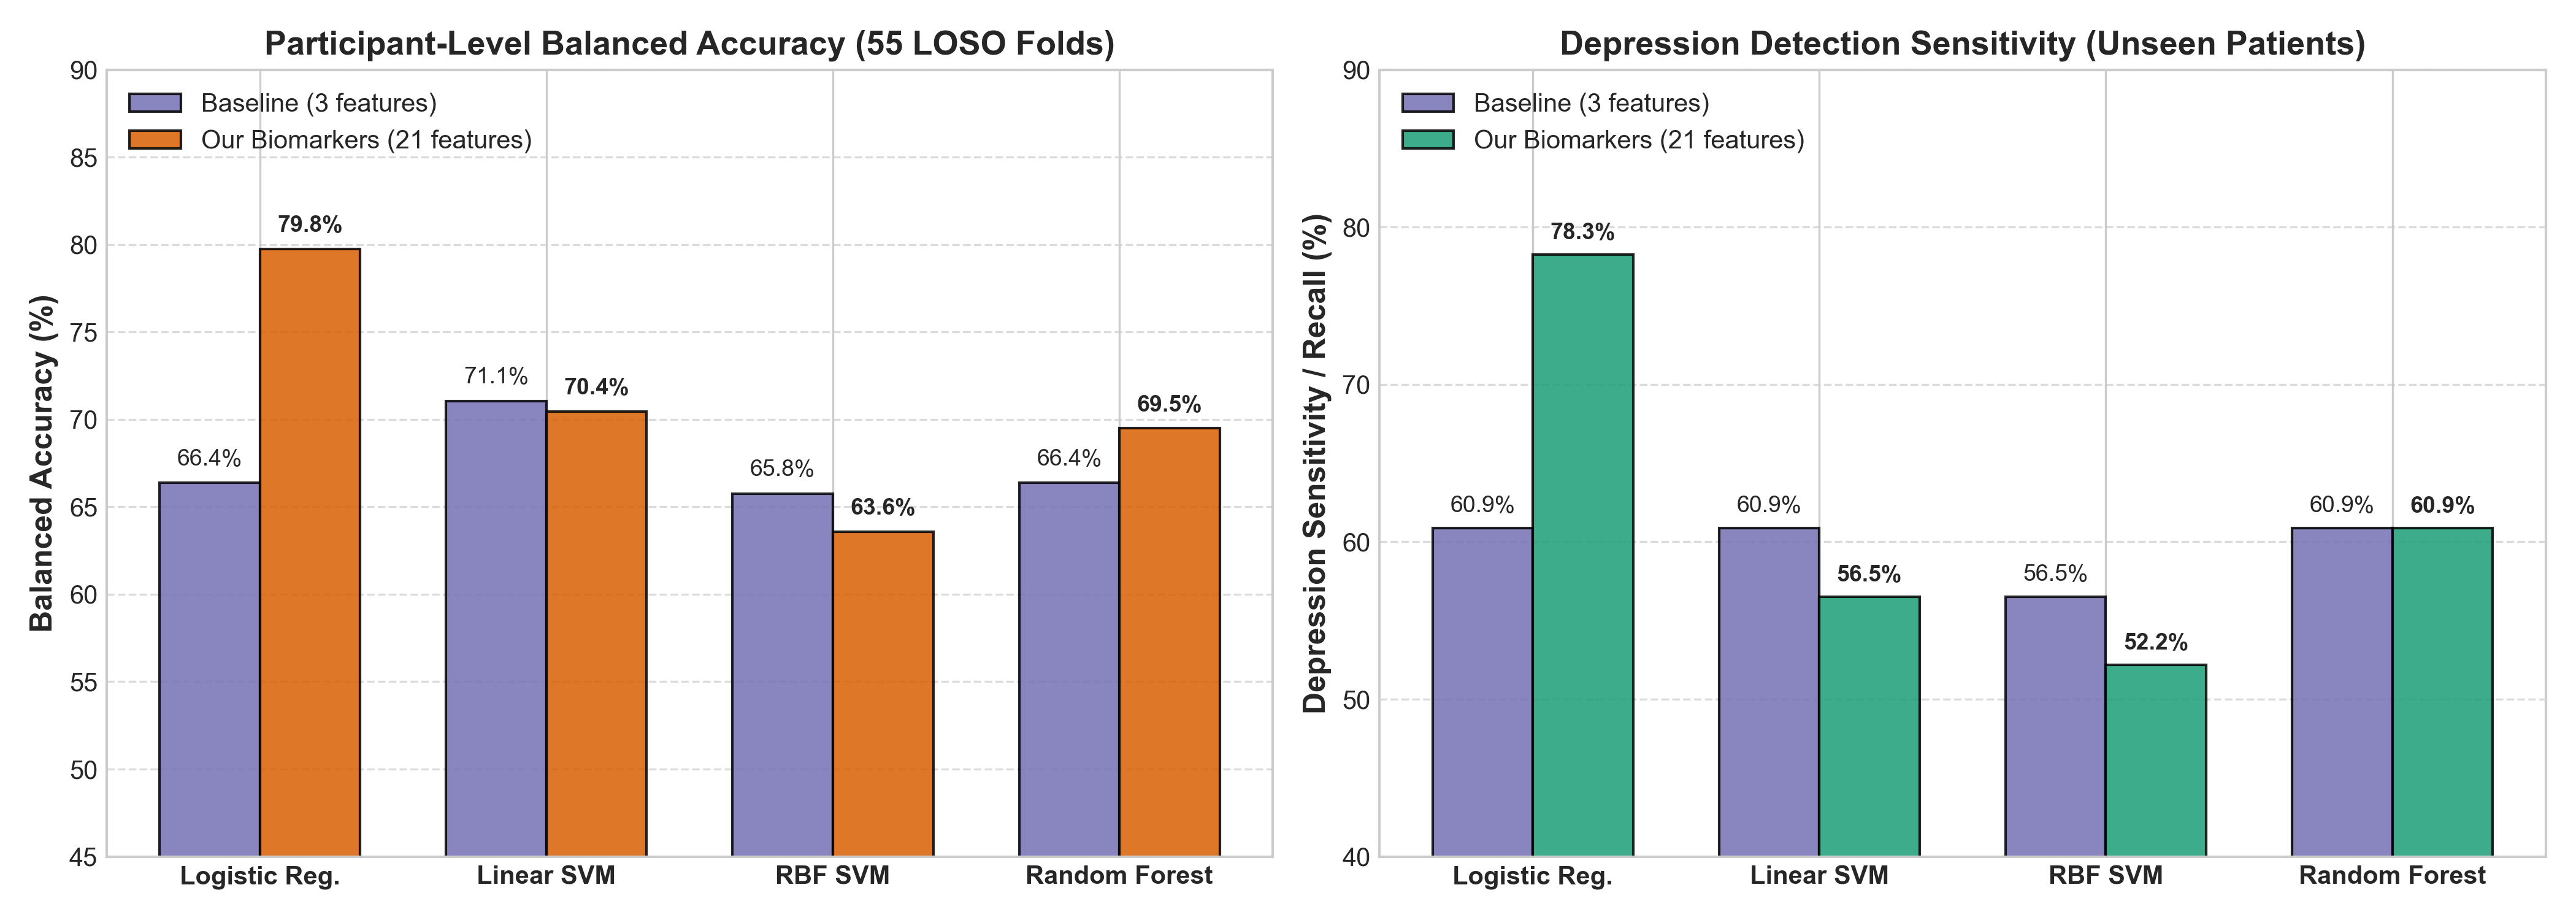 Participant-Level Balanced Accuracy (55 LOSO Folds)
Balanced Accuracy (%)
90
85
80
75
70
65
60
55
50
45
Baseline (3 features)
Our Biomarkers (21 features)
66.4%
79.8%
71.1%
70.4%
65.8%
63.6%
66.4%
69.5%
Logistic Reg.
Linear SVM
RBF SVM
Random Forest
Depression Detection Sensitivity (Unseen Patients)
Depression Sensitivity / Recall (%)
90
80
70
60
50
40
Baseline (3 features)
Our Biomarkers (21 features)
60.9%
78.3%
60.9%
56.5%
56.5%
52.2%
60.9%
60.9%
Logistic Reg.
Linear SVM
RBF SVM
Random Forest